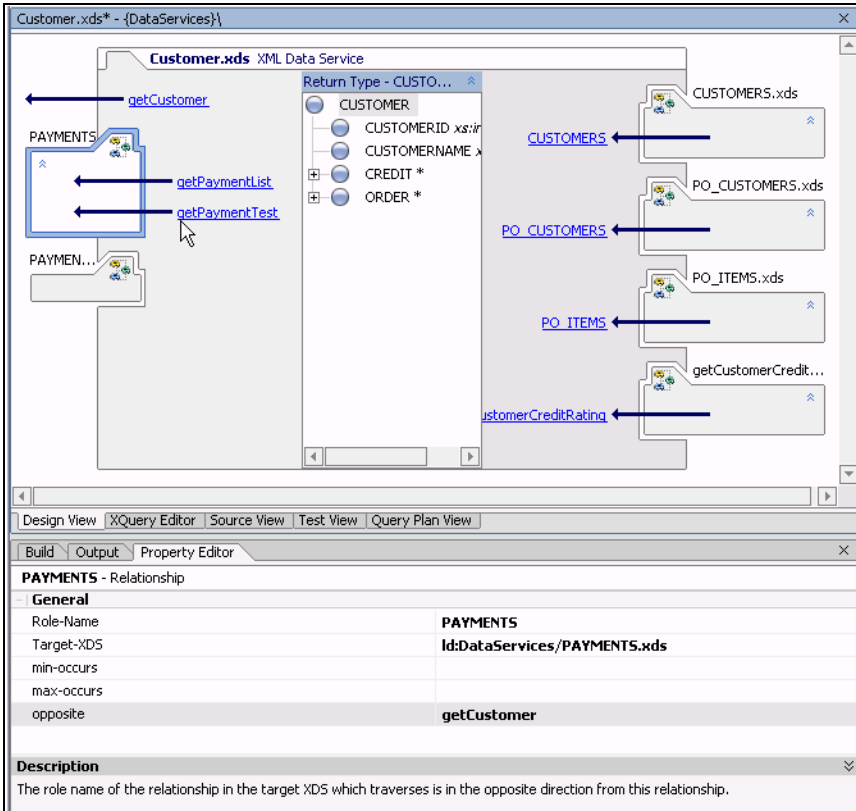 Customer.xds* - {DataServices}\
Customer.xds XML Data Service
getCustomer
PAYMENTS
getPaymentList
getPaymentTest
PAYMEN...
Return Type - CUSTO...
CUSTOMER
CUSTOMERID xs:ir
CUSTOMERNAME x
CREDIT *
ORDER *
CUSTOMERS.xds
CUSTOMERS
PO_CUSTOMERS.xds
PO_CUSTOMERS
PO_ITEMS.xds
PO_ITEMS
getCustomerCredit...
ustomerCreditRating
Design View XQuery Editor Source View Test View Query Plan View
Build Output Property Editor
PAYMENTS - Relationship
General
Role-Name PAYMENTS
Target-XDS ld:DataServices/PAYMENTS.xds
min-occurs
max-occurs
opposite getCustomer
Description
The role name of the relationship in the target XDS which traverses is in the opposite direction from this relationship.